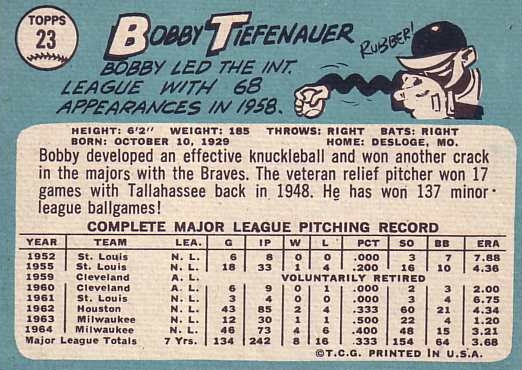 TOPPS
23
BOBBY TIEFENAUER
BOBBY LED THE INT.
LEAGUE WITH 68
APPEARANCES IN 1958.
RUBBER!
HEIGHT: 6'2" WEIGHT: 185 THROWS: RIGHT BATS: RIGHT
BORN: OCTOBER 10, 1929 HOME: DESLOGE, MO.
Bobby developed an effective knuckleball and won another crack
in the majors with the Braves. The veteran relief pitcher won 17
games with Tallahassee back in 1948. He has won 137 minor
league ballgames!
COMPLETE MAJOR LEAGUE PITCHING RECORD
YEAR TEAM LEA. G IP W L PCT SO BB ERA
1952 St. Louis N.L. 6 8 0 0 .000 3 7 7.88
1955 St. Louis N.L. 18 33 1 4 .200 16 10 4.36
1959 Cleveland A.L. VOLUNTARILY RETIRED
1960 Cleveland A.L. 6 9 0 0 .000 2 3 2.00
1961 St. Louis N.L. 3 4 0 0 .000 3 4 6.75
1962 Houston N.L. 43 85 2 4 .333 60 21 4.34
1963 Milwaukee N.L. 12 30 1 1 .500 22 4 1.20
1964 Milwaukee N.L. 46 73 4 6 .400 48 15 3.21
Major League Totals 7 Yrs. 134 242 8 16 .333 154 64 3.68
©T.C.G. PRINTED IN U.S.A.